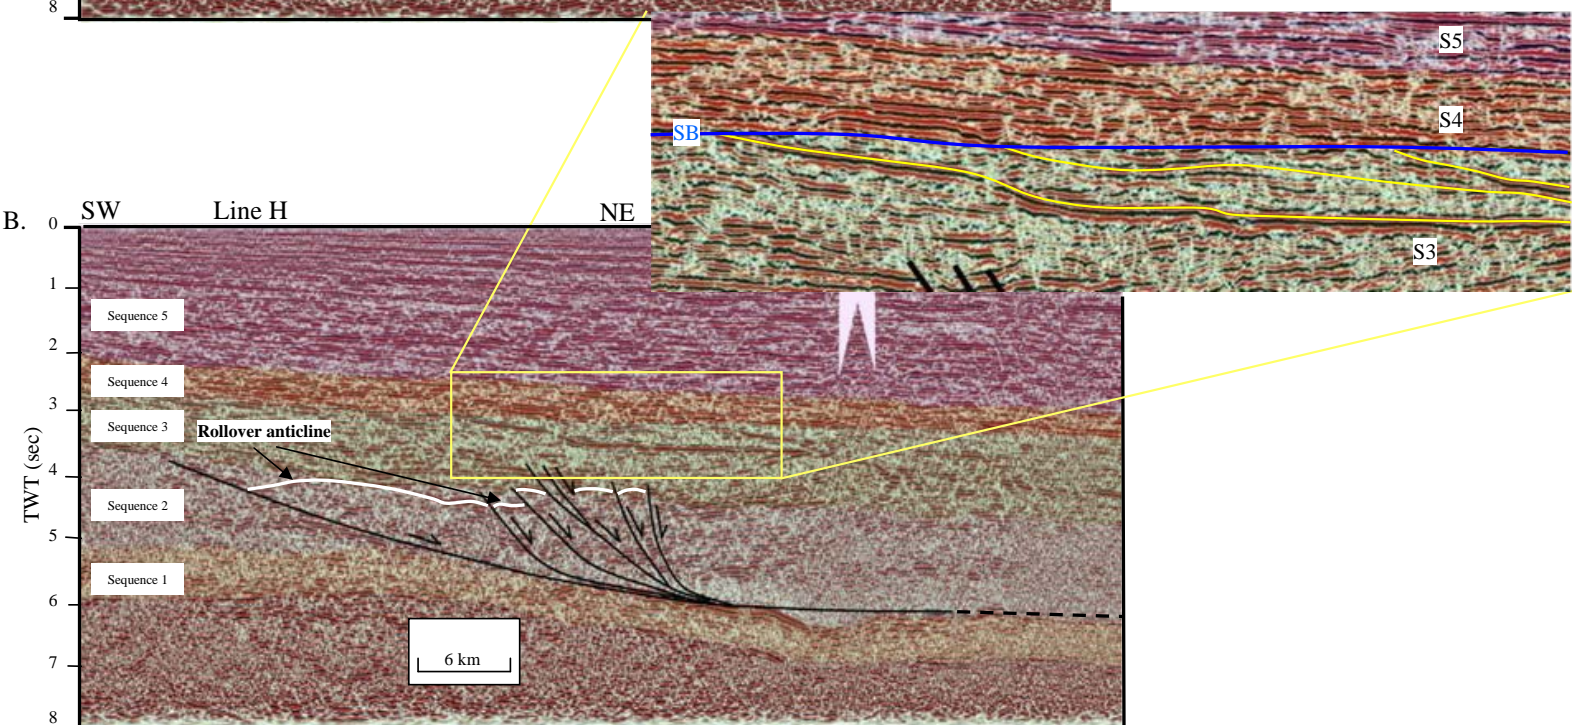 8
S5
S4
SB
S3
B.
SW
Line H
NE
0
1
Sequence 5
2
Sequence 4
3
Sequence 3
Rollover anticline
4
TWT (sec)
Sequence 2
5
Sequence 1
6
6 km
7
8